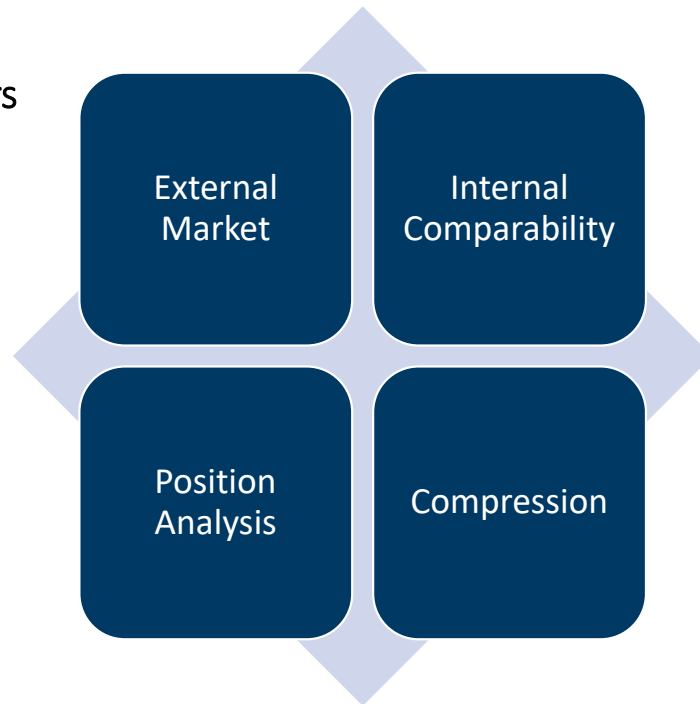 External
Market
Internal
Comparability
Position
Analysis
Compression